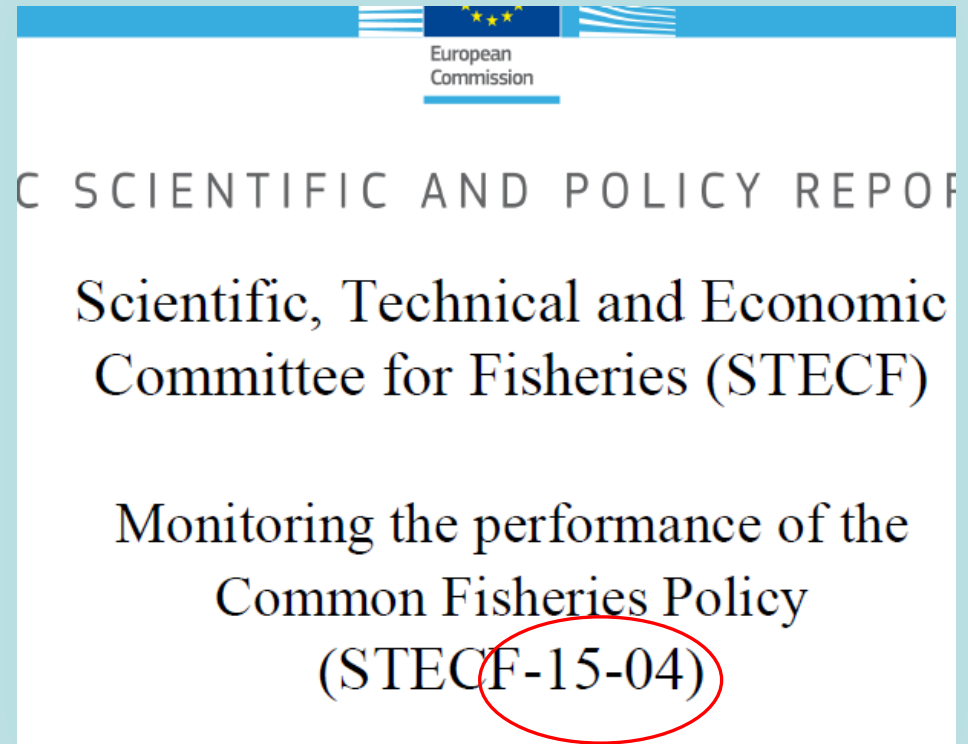 European
Commission
C SCIENTIFIC AND POLICY REPO
Scientific, Technical and Economic
Committee for Fisheries (STECF)
Monitoring the performance of the
Common Fisheries Policy
(STECF-15-04)